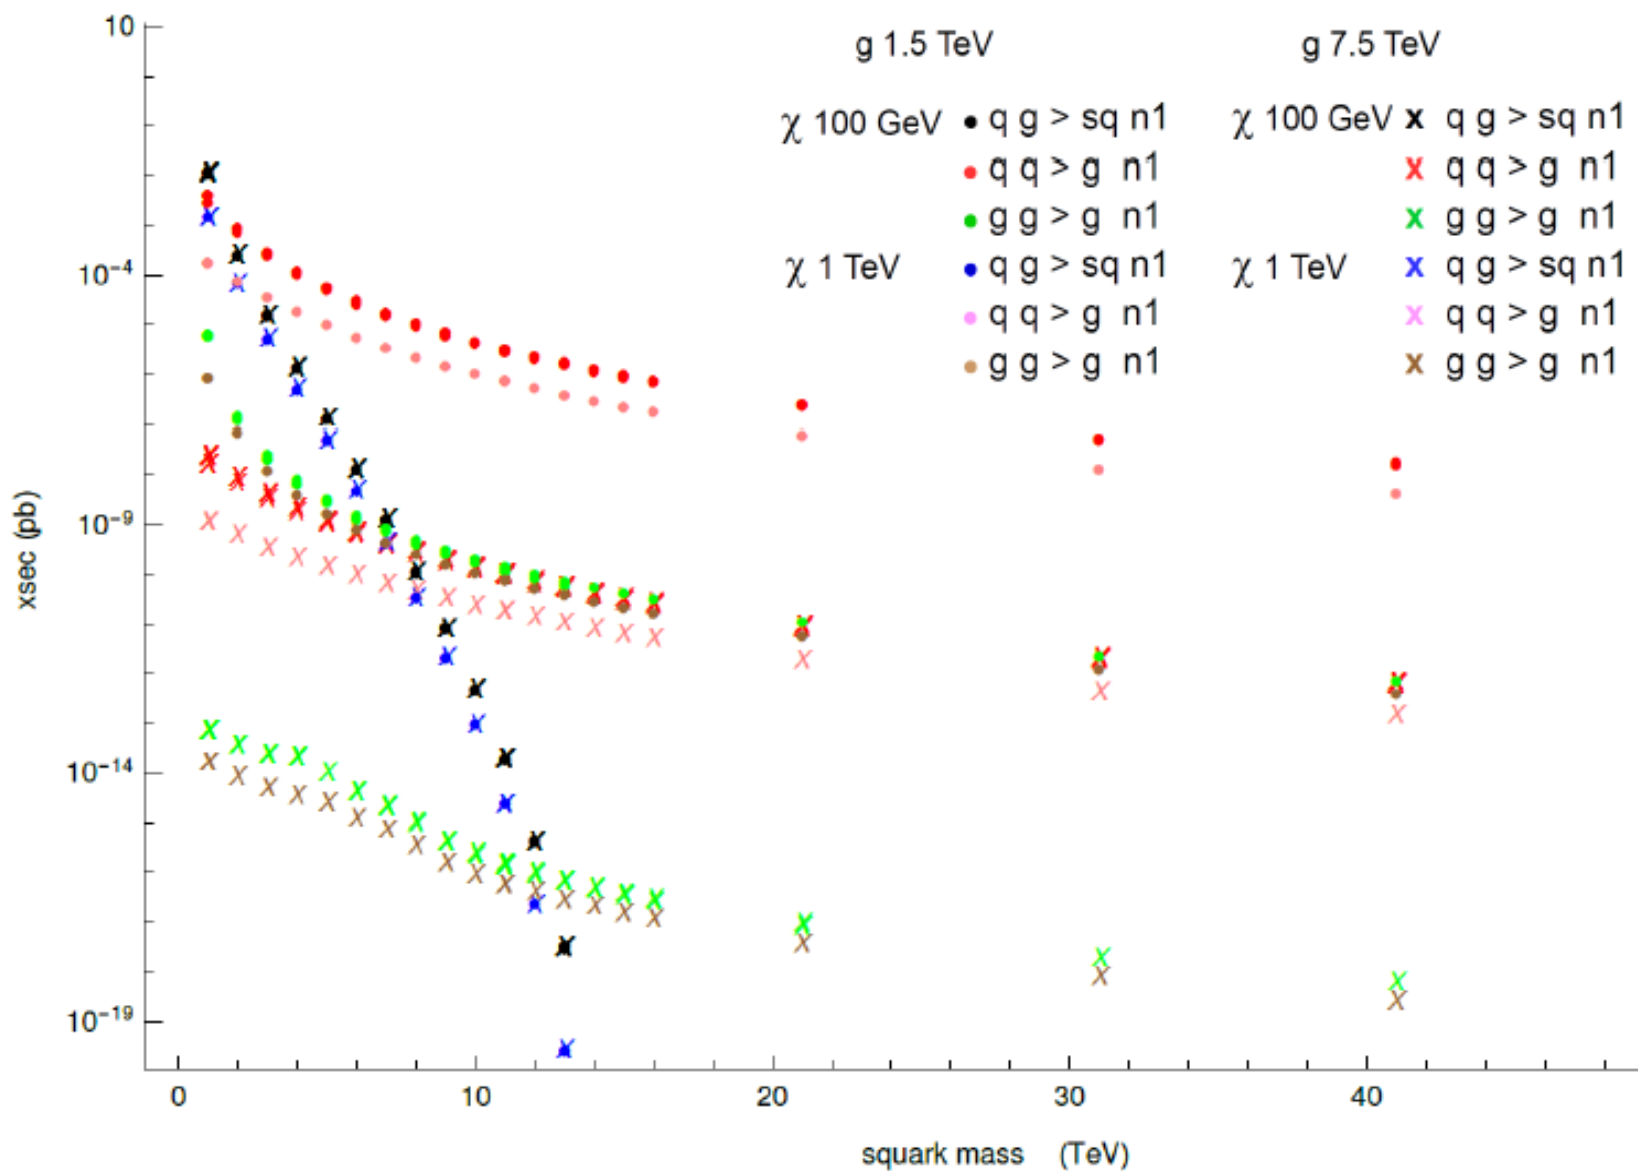 10
g 1.5 TeV g 7.5 TeV
χ 100 GeV q g > sq n1 χ 100 GeV x q g > sq n1
q q > g n1 x q q > g n1
g g > g n1 x g g > g n1
χ 1 TeV q g > sq n1 χ 1 TeV x q g > sq n1
q q > g n1 x q q > g n1
g g > g n1 x g g > g n1
10⁻⁴
10⁻⁹
xsec (pb)
10⁻¹⁴
10⁻¹⁹
0 10 20 30 40
squark mass (TeV)